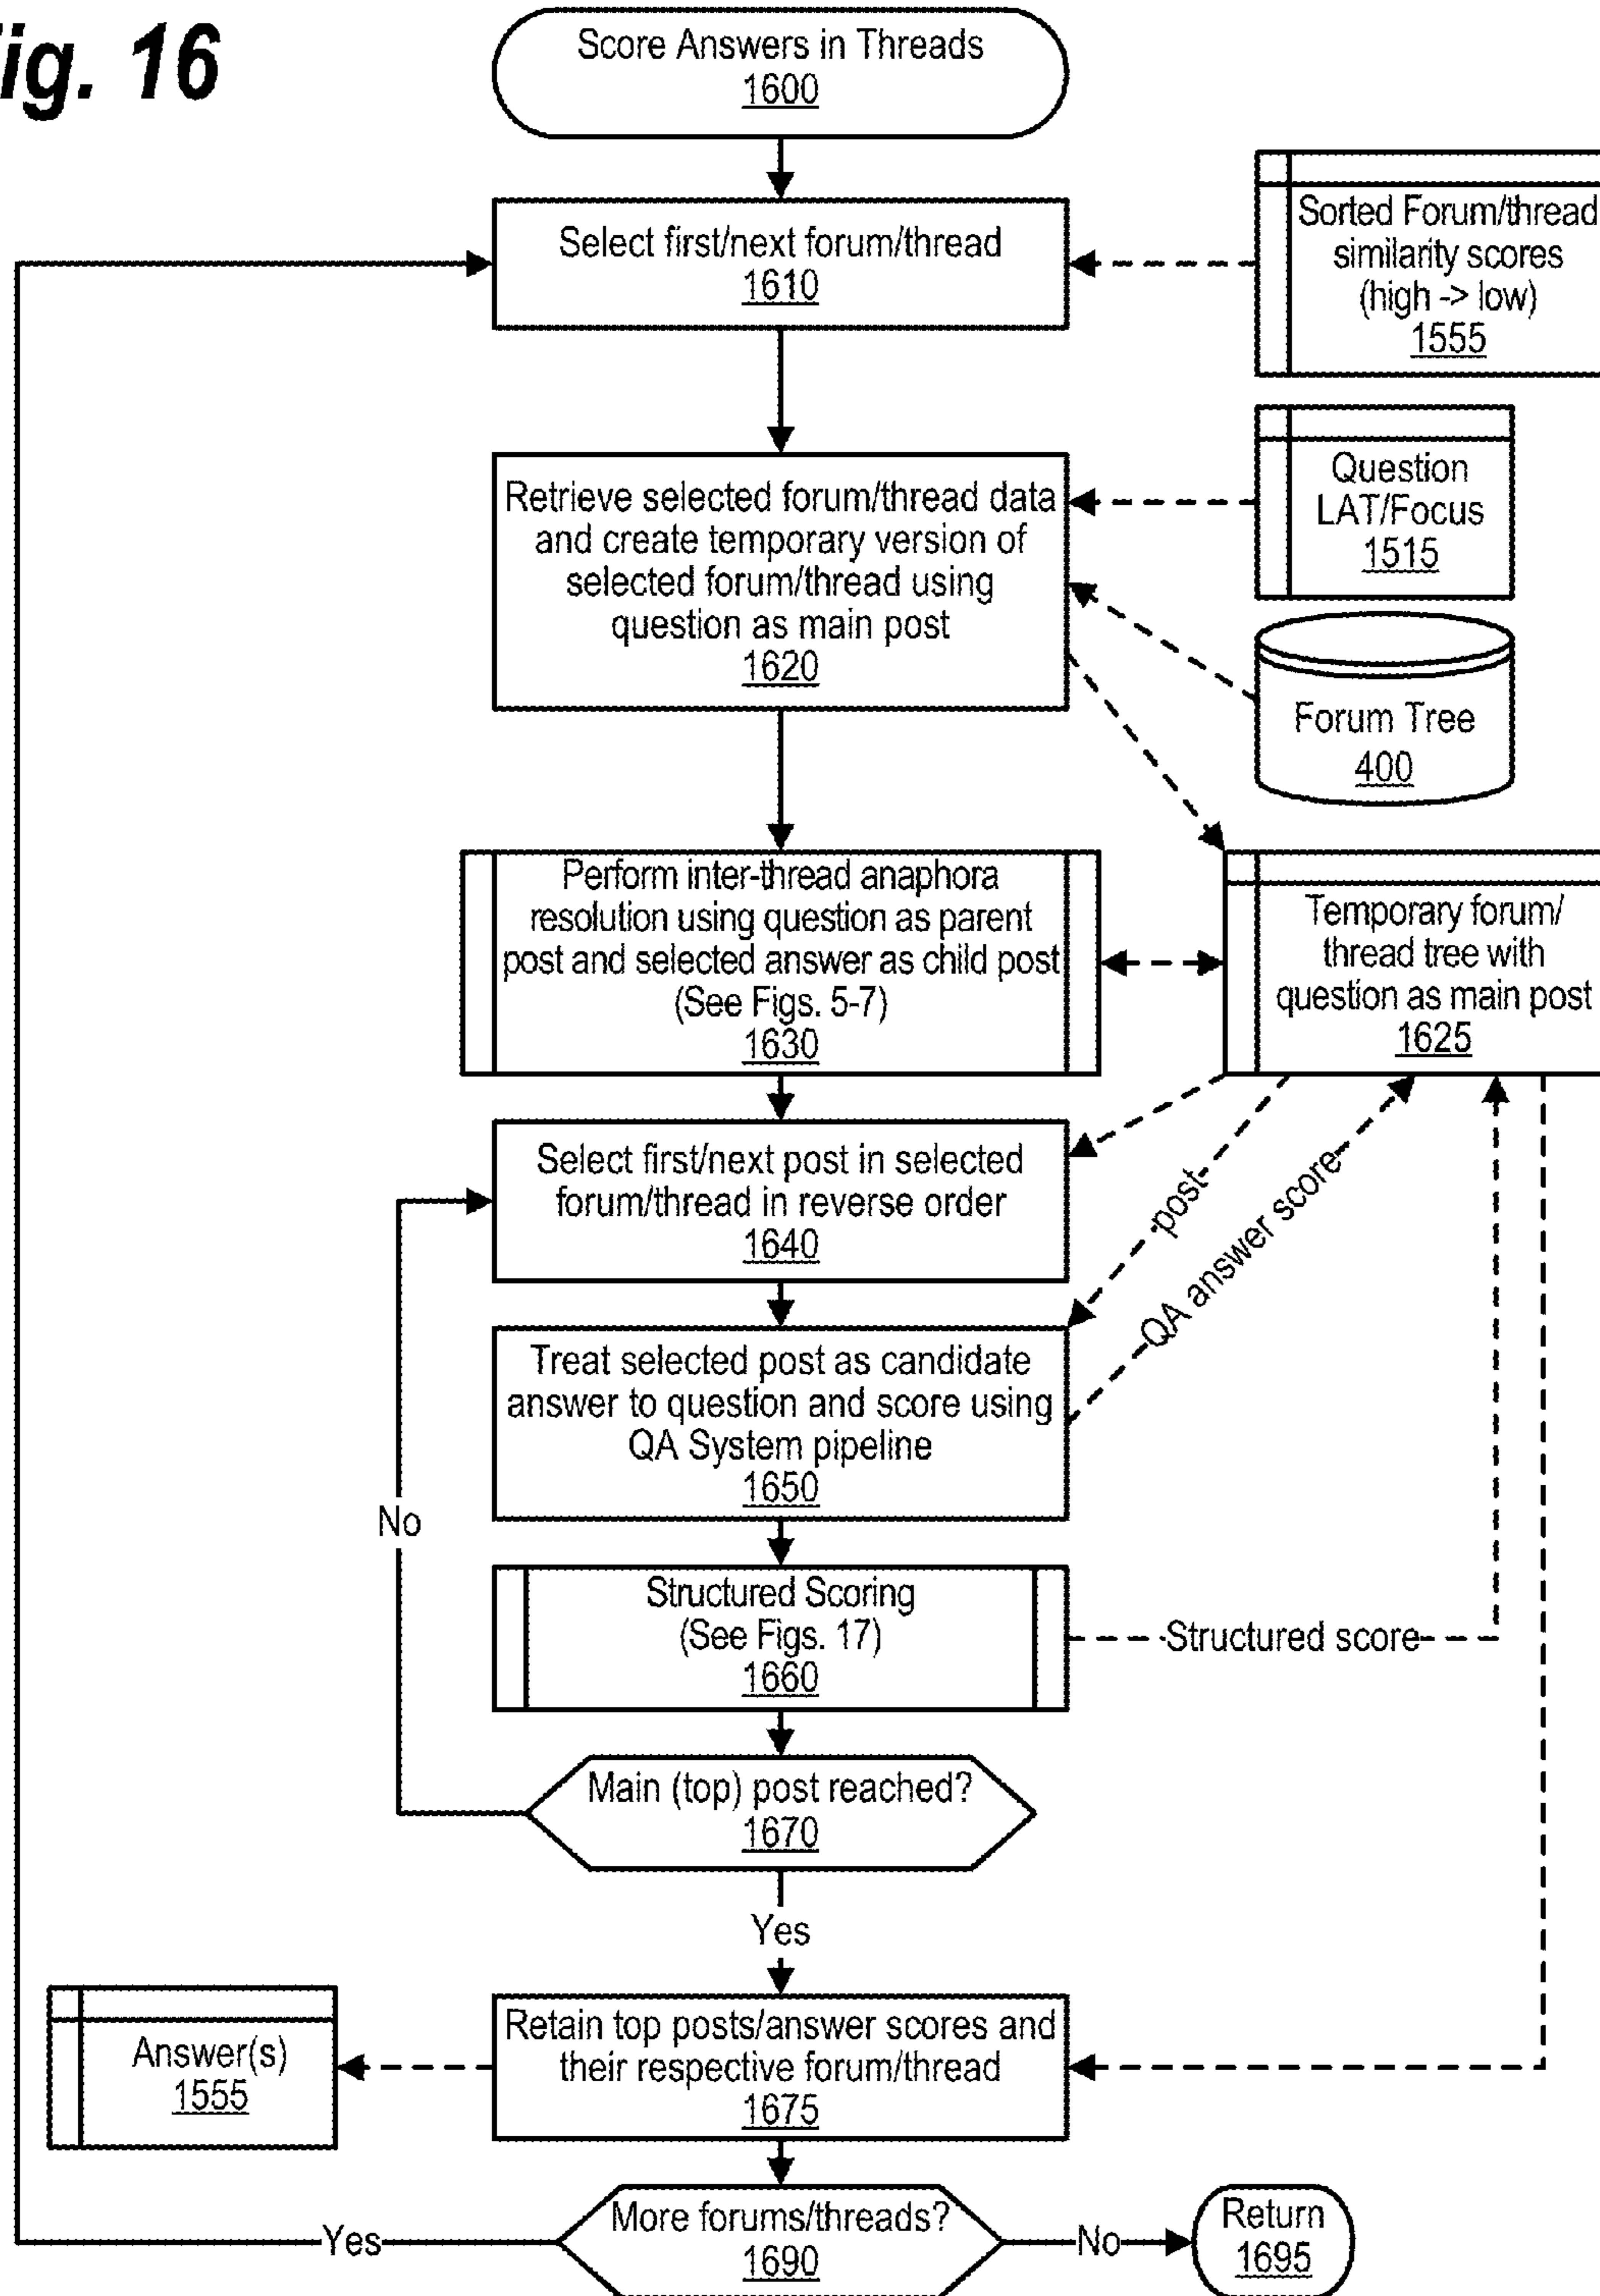 ig. 16
Score Answers in Threads
1600
Select first/next forum/thread
1610
Sorted Forum/thread
similarity scores
(high -> low)
1555
Retrieve selected forum/thread data
and create temporary version of
selected forum/thread using
question as main post
1620
Question
LAT/Focus
1515
Forum Tree
400
Perform inter-thread anaphora
resolution using question as parent
post and selected answer as child post
(See Figs. 5-7)
1630
Temporary forum/
thread tree with
question as main post
1625
Select first/next post in selected
forum/thread in reverse order
1640
post
QA answer score
Treat selected post as candidate
answer to question and score using
QA System pipeline
1650
No
Structured Scoring
(See Figs. 17)
1660
Structured score
Main (top) post reached?
1670
Yes
Retain top posts/answer scores and
their respective forum/thread
1675
Answer(s)
1555
More forums/threads?
1690
Yes
No
Return
1695